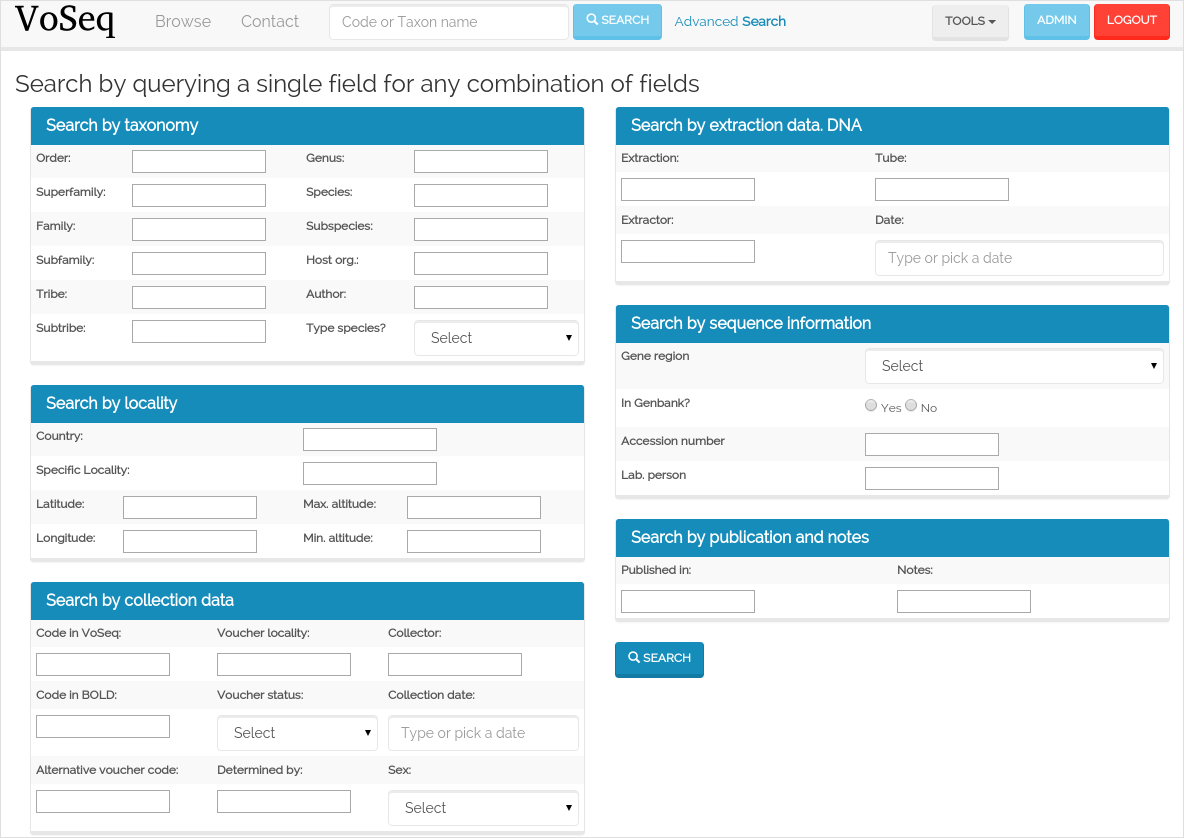 VoSeq Browse Contact Code or Taxon name SEARCH Advanced Search TOOLS ADMIN LOGOUT
Search by querying a single field for any combination of fields
Search by taxonomy
Order: Genus:
Superfamily: Species:
Family: Subspecies:
Subfamily: Host org.:
Tribe: Author:
Subtribe: Type species? Select
Search by locality
Country:
Specific Locality:
Latitude: Max. altitude:
Longitude: Min. altitude:
Search by collection data
Code in VoSeq: Voucher locality: Collector:
Code in BOLD: Voucher status: Collection date:
Select Type or pick a date
Alternative voucher code: Determined by: Sex:
Select
Search by extraction data. DNA
Extraction: Tube:
Extractor: Date:
Type or pick a date
Search by sequence information
Gene region Select
In Genbank? Yes No
Accession number
Lab. person
Search by publication and notes
Published in: Notes:
SEARCH